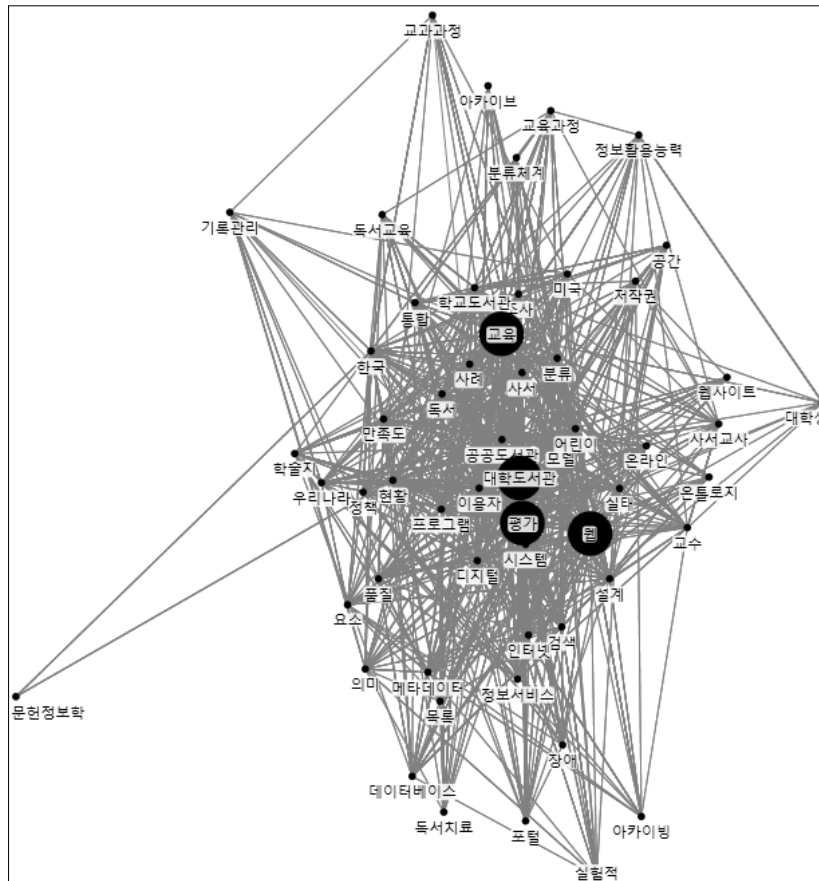 교과과정
아카이브
교육과정
정보활용능력
분류체계
기록관리
독서교육
공간
미국
저작권
학교도서관
통합
교육
한국
사례
사서
분류
웹사이트
독서
만족도
어린이
사서교사
공공도서관
모델
온라인
학술지
대학도서관
온톨로지
우리나라
정책
현황
이용자
실태
프로그램
평가
웹
교수
시스템
디지털
품질
설계
요소
인터넷
검색
의미
메타데이터
정보서비스
문헌정보학
목록
장애
데이터베이스
독서치료
포털
아카이빙
실험적